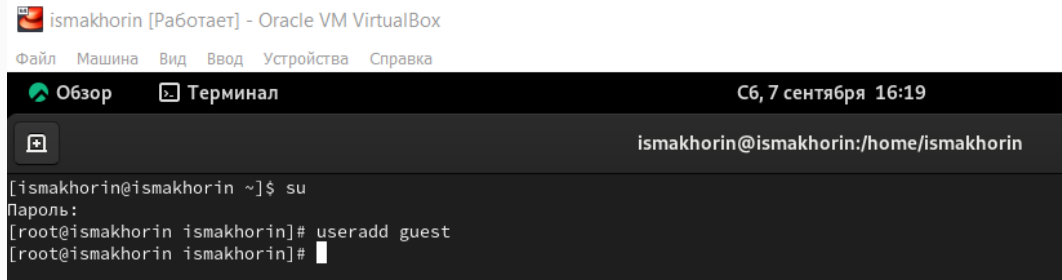 ismakhorin [Работает] - Oracle VM VirtualBox
Файл Машина Вид Ввод Устройства Справка
Обзор Терминал Сб, 7 сентября 16:19
ismakhorin@ismakhorin:/home/ismakhorin
[ismakhorin@ismakhorin ~]$ su
Пароль:
[root@ismakhorin ismakhorin]# useradd guest
[root@ismakhorin ismakhorin]#